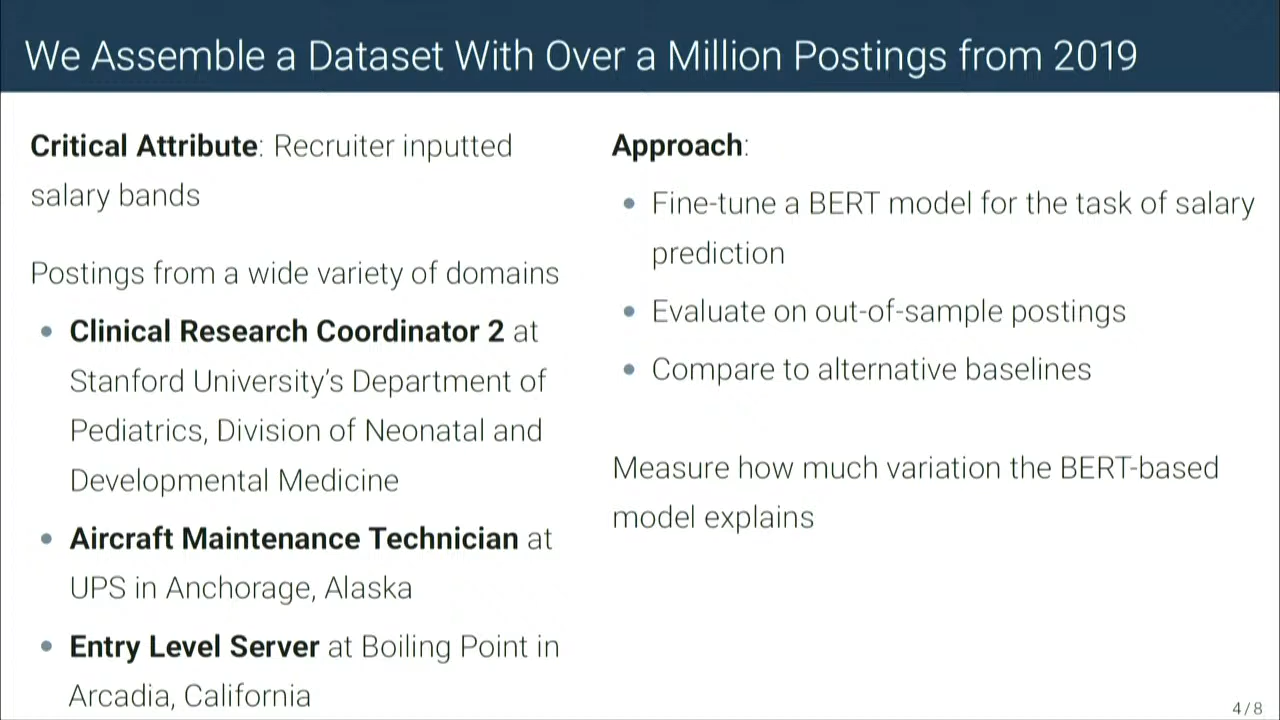 We Assemble a Dataset With Over a Million Postings from 2019
Critical Attribute: Recruiter inputted
salary bands
Postings from a wide variety of domains
• Clinical Research Coordinator 2 at
Stanford University's Department of
Pediatrics, Division of Neonatal and
Developmental Medicine
• Aircraft Maintenance Technician at
UPS in Anchorage, Alaska
• Entry Level Server at Boiling Point in
Arcadia, California
Approach:
• Fine-tune a BERT model for the task of salary
prediction
• Evaluate on out-of-sample postings
• Compare to alternative baselines
Measure how much variation the BERT-based
model explains
4/8